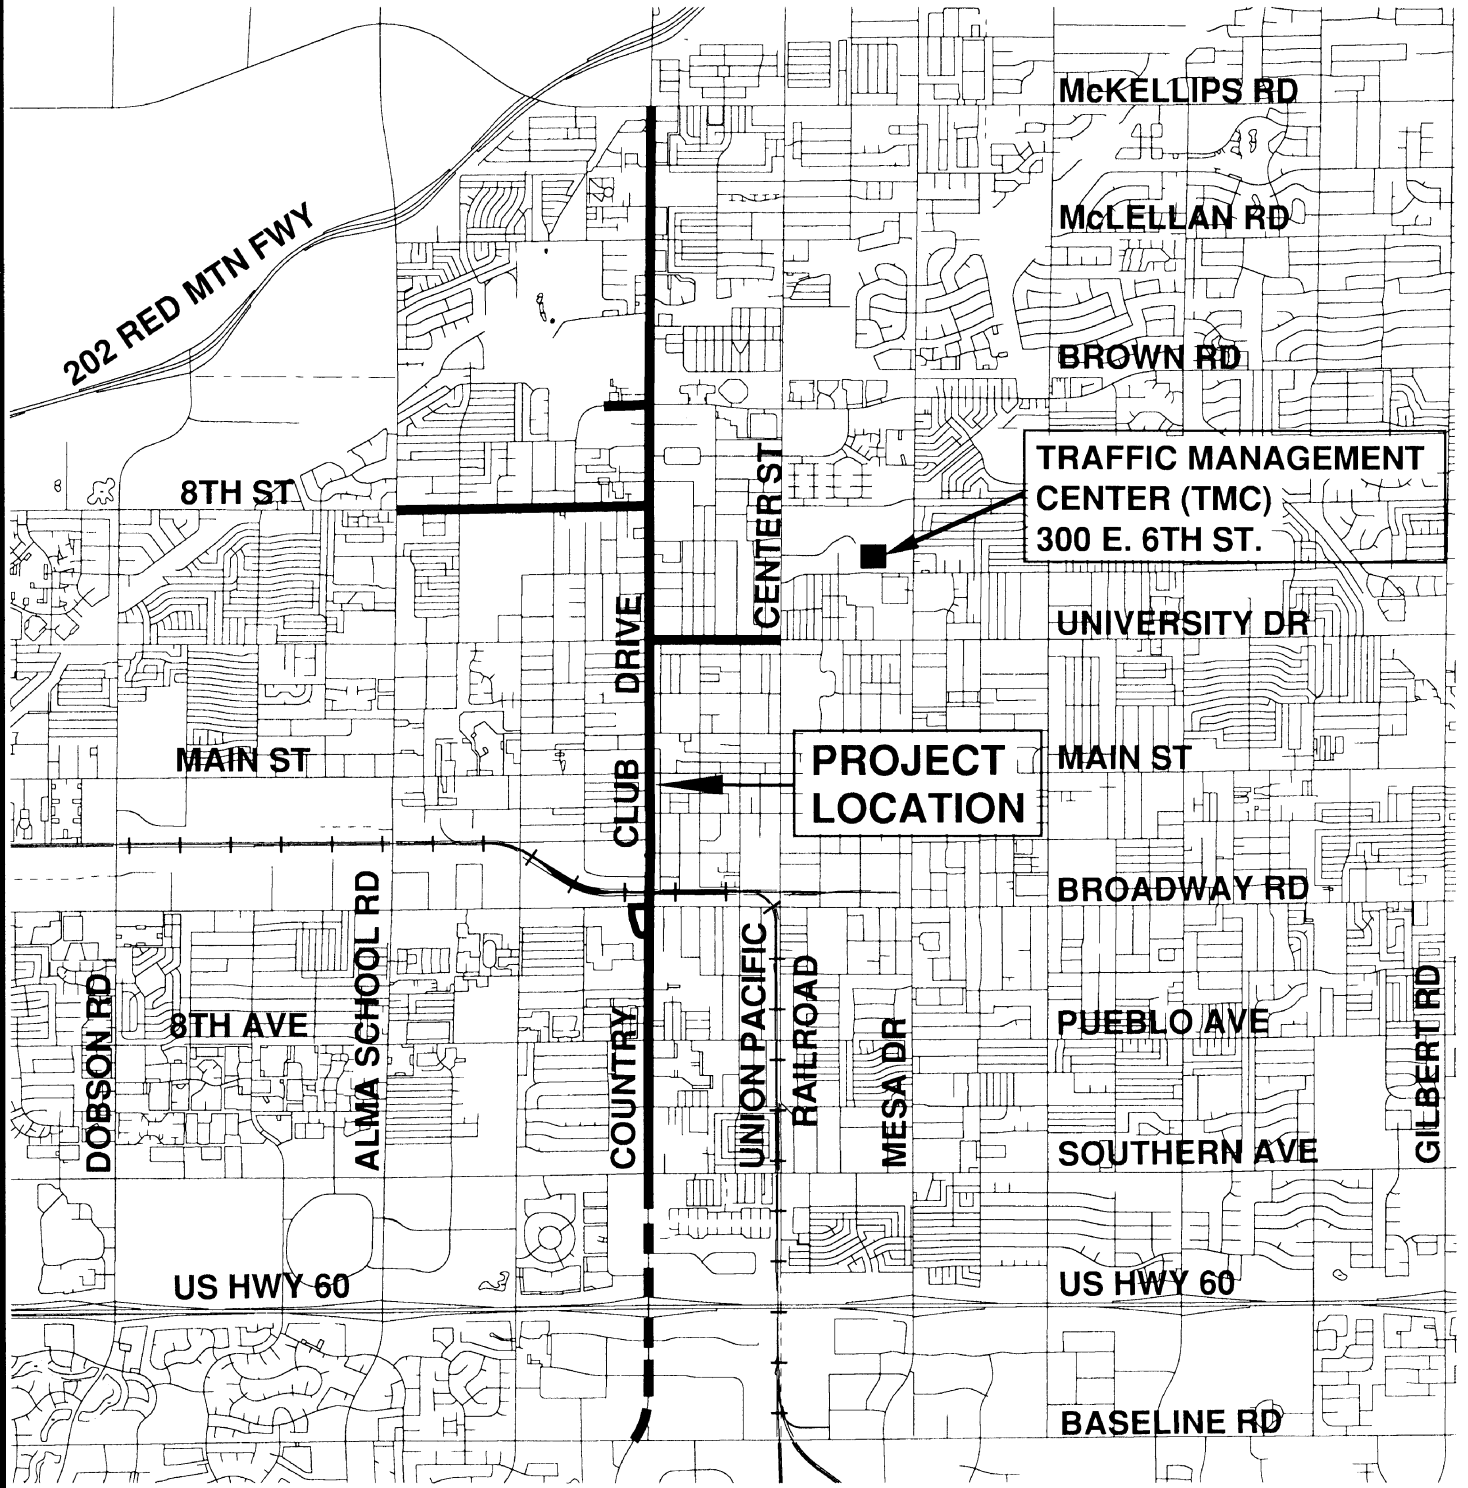 McKELLIPS RD
202 RED MTN FWY
McLELLAN RD
BROWN RD
8TH ST
CENTER ST
TRAFFIC MANAGEMENT
CENTER (TMC)
300 E. 6TH ST.
UNIVERSITY DR
MAIN ST
PROJECT
LOCATION
MAIN ST
COUNTRY CLUB DRIVE
BROADWAY RD
DOBSON RD
8TH AVE
ALMA SCHOOL RD
UNION PACIFIC
RAILROAD
MESA DR
PUEBLO AVE
GILBERT RD
SOUTHERN AVE
US HWY 60
US HWY 60
BASELINE RD